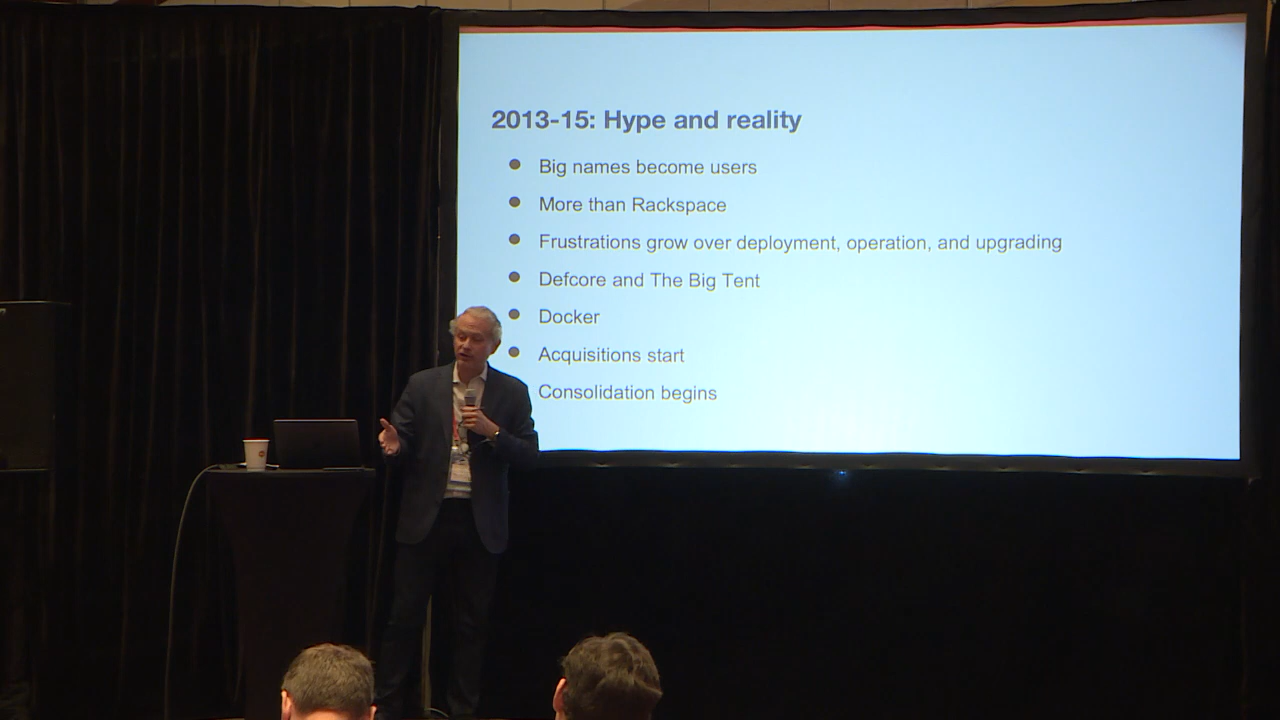 2013-15: Hype and reality
Big names become users
More than Rackspace
Frustrations grow over deployment, operation, and upgrading
Defcore and The Big Tent
Docker
Acquisitions start
Consolidation begins